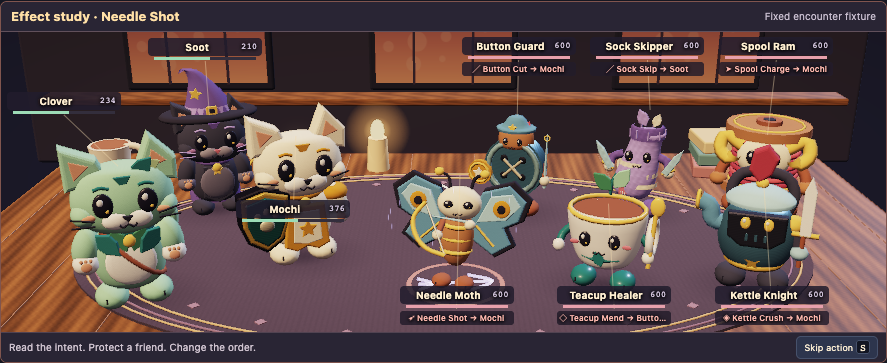 Effect study · Needle Shot
Fixed encounter fixture
Soot 210
Button Guard 600
⟋ Button Cut → Mochi
Sock Skipper 600
⟋ Sock Skip → Soot
Spool Ram 600
➤ Spool Charge → Mochi
Clover 234
Mochi 376
Needle Moth 600
➶ Needle Shot → Mochi
Teacup Healer 600
◇ Teacup Mend → Butto...
Kettle Knight 600
◈ Kettle Crush → Mochi
Read the intent. Protect a friend. Change the order.
Skip action S